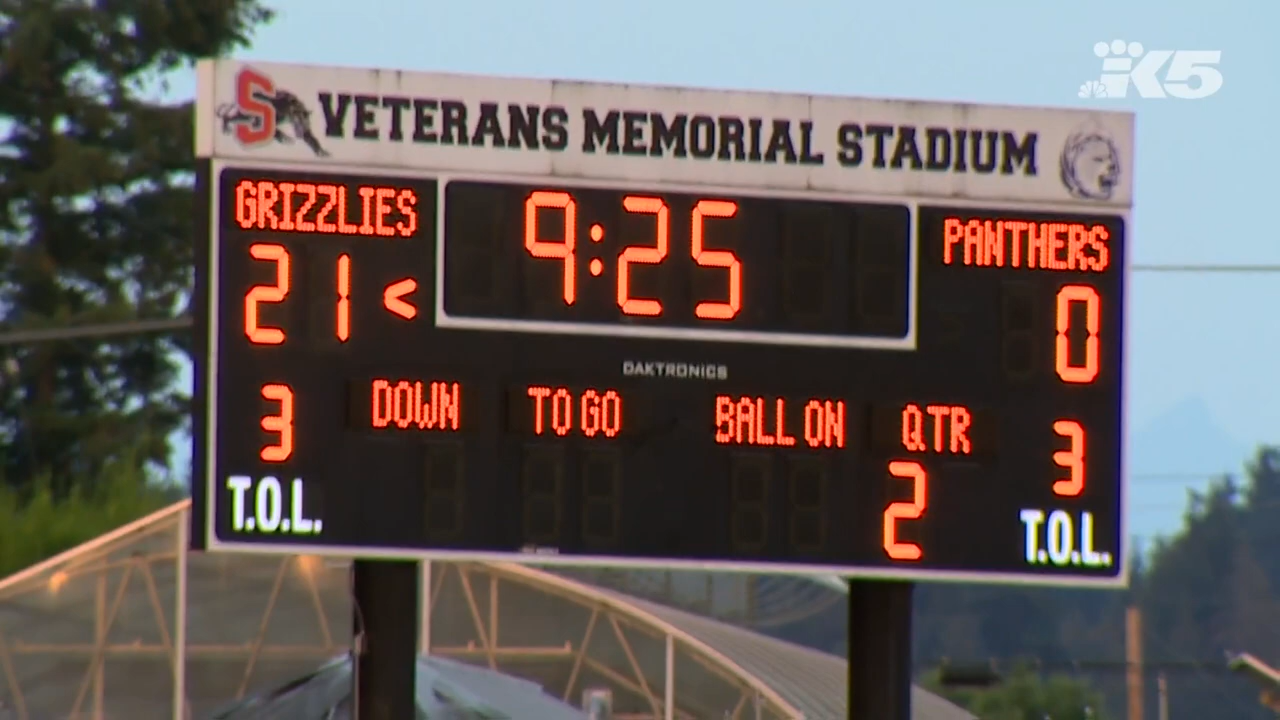 K5
S VETERANS MEMORIAL STADIUM
GRIZZLIES 9:25 PANTHERS
21 < 0
DAKTRONICS
DOWN TO GO BALL ON QTR
3 2 3
T.O.L. T.O.L.